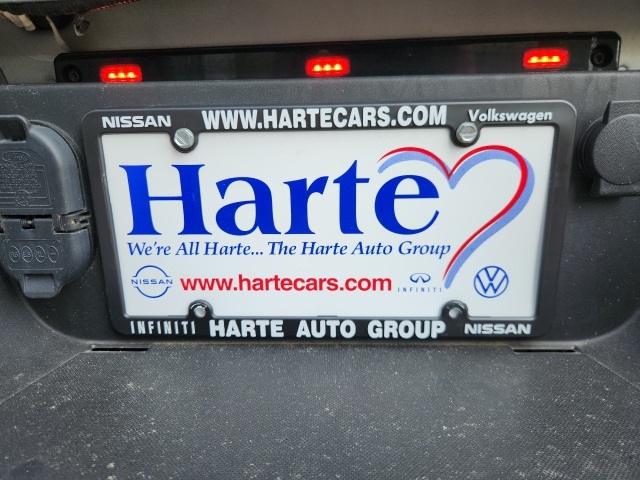 NISSAN WWW.HARTECARS.COM Volkswagen
Harte
We're All Harte... The Harte Auto Group
NISSAN www.hartecars.com INFINITI
INFINITI HARTE AUTO GROUP NISSAN